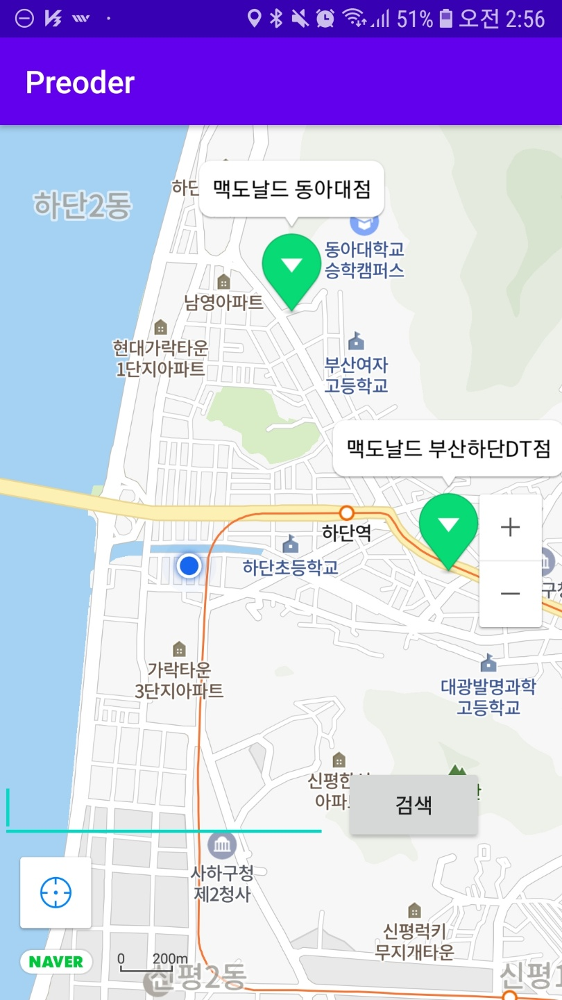 51% 오전 2:56
Preoder
하단2동
하단
맥도날드 동아대점
동아대학교
승학캠퍼스
남영아파트
현대가락타운
1단지아파트
부산여자
고등학교
맥도날드 부산하단DT점
하단역
하단초등학교
구청
가락타운
3단지아파트
대광발명과학
고등학교
아파
검색
사하구청
제2청사
신평럭키
무지개타운
NAVER
0 200m
신평2동
신평1